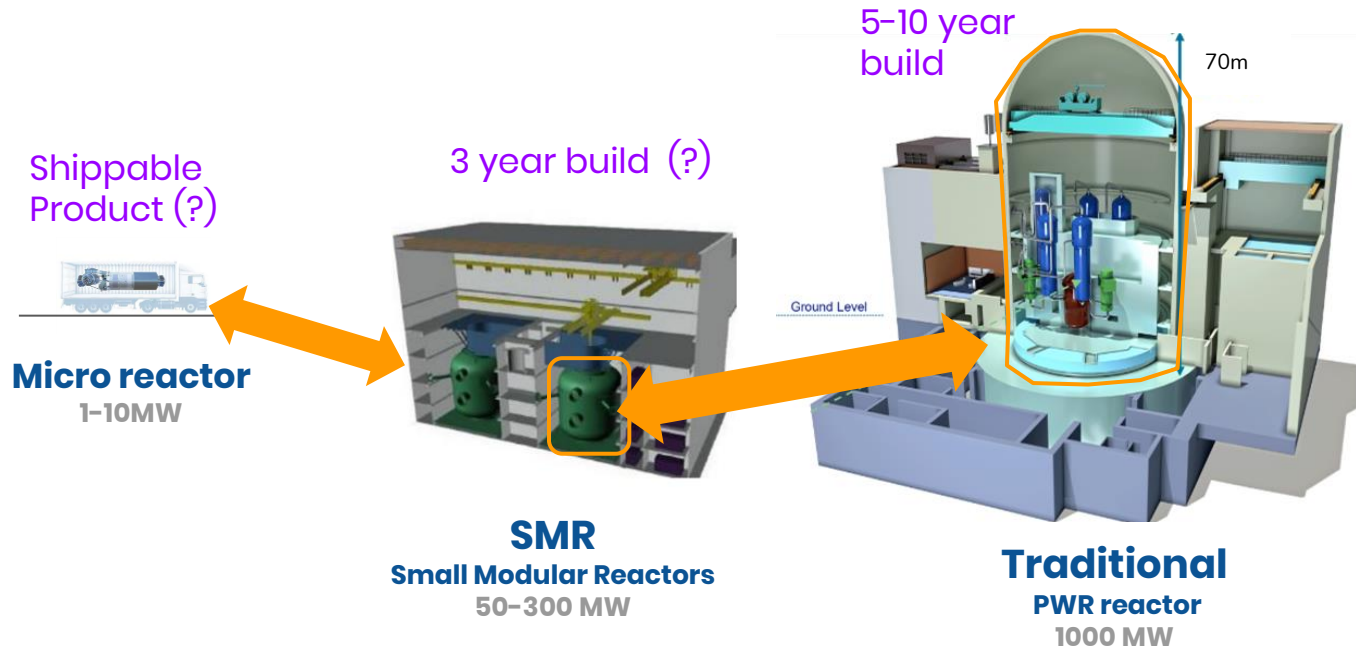 Shippable
Product (?)
Micro reactor
1-10MW
3 year build (?)
SMR
Small Modular Reactors
50-300 MW
5-10 year
build
70m
Ground Level
Traditional
PWR reactor
1000 MW